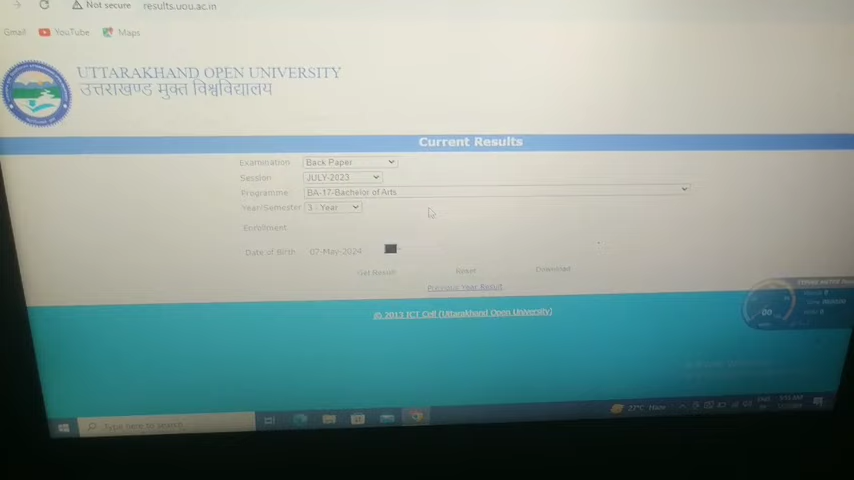 Not secure results.uou.ac.in
Gmail YouTube Maps
UTTARAKHAND OPEN UNIVERSITY
उत्तराखण्ड मुक्त विश्वविद्यालय
Current Results
Examination Back Paper
Session JULY-2023
Programme BA-17-Bachelor of Arts
Year/Semester 3 - Year
Enrollment
Date of Birth 07-May-2024
Get Result Reset Download
Previous Year Result
© 2013 ICT Cell (Uttarakhand Open University)
00
Type here to search
22°C Haze